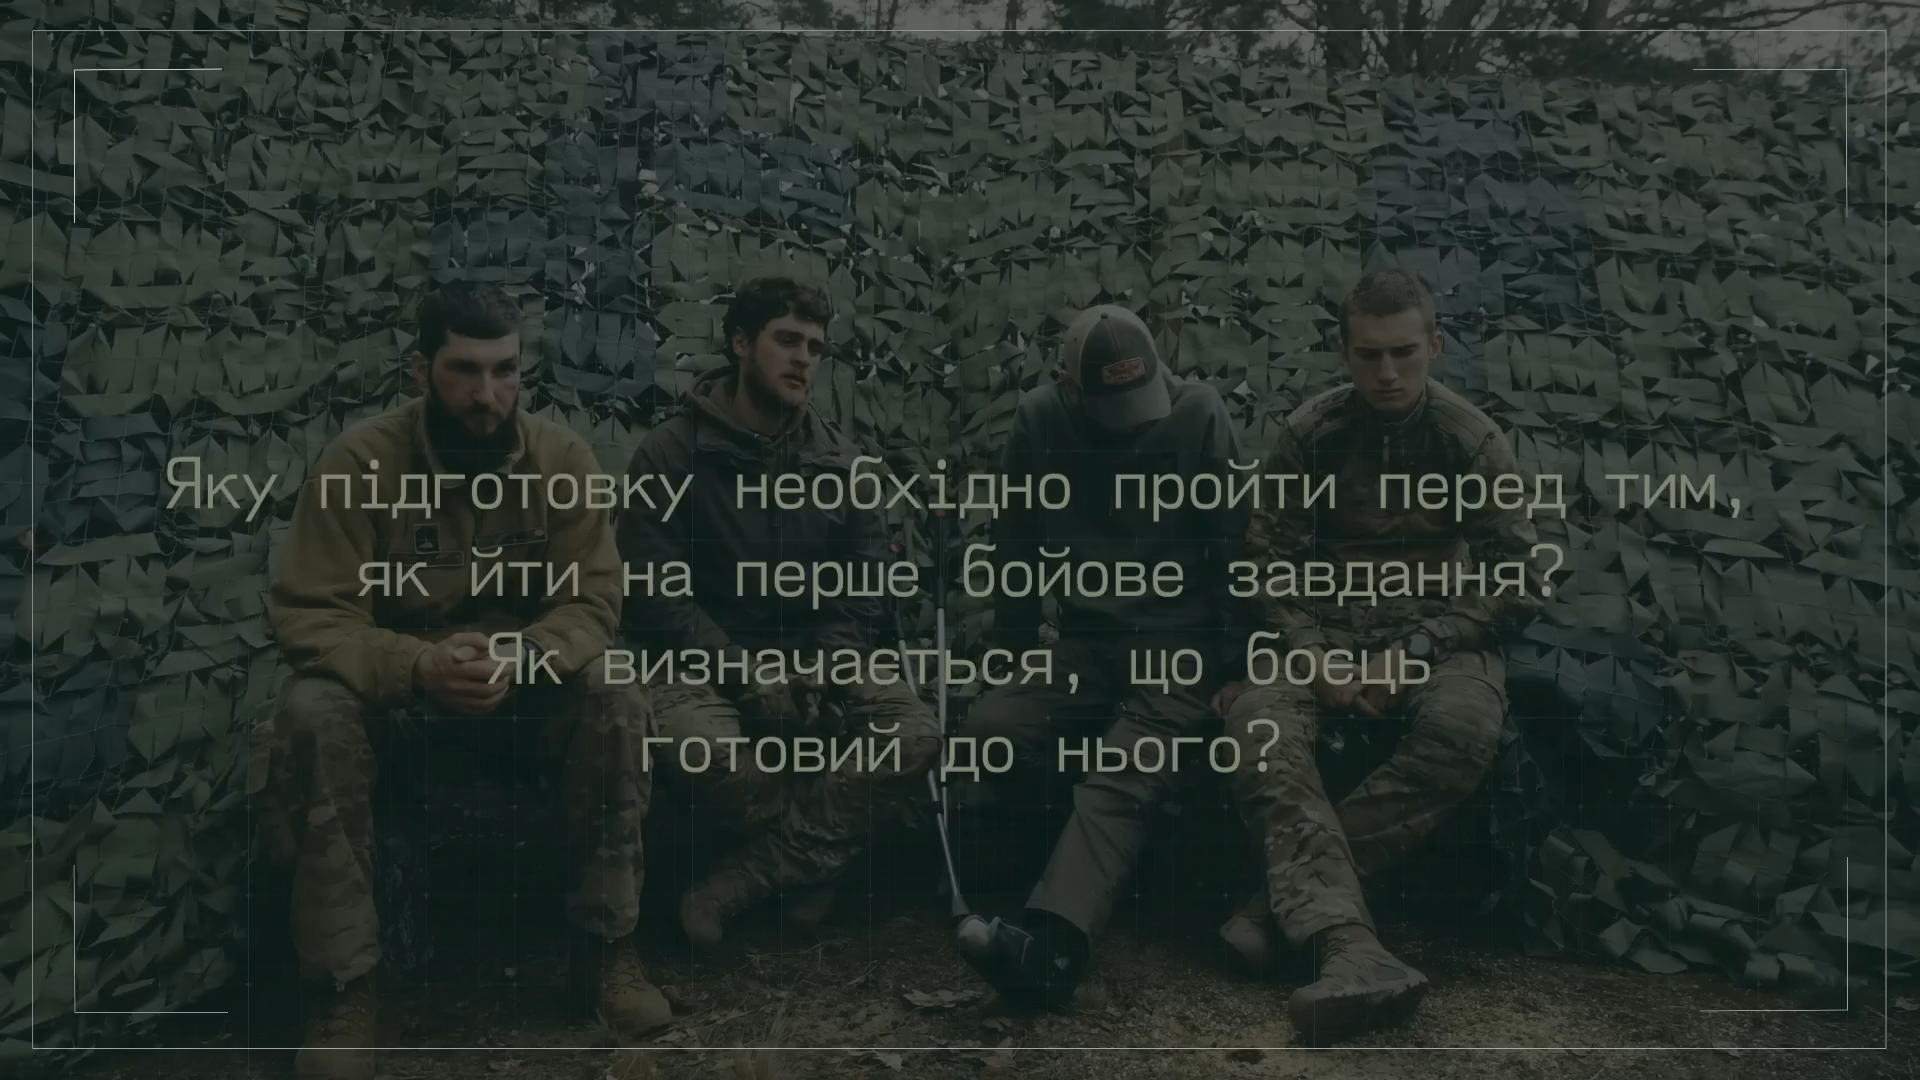 Яку підготовку необхідно пройти перед тим,
як йти на перше бойове завдання?
Як визначається, що боєць
готовий до нього?